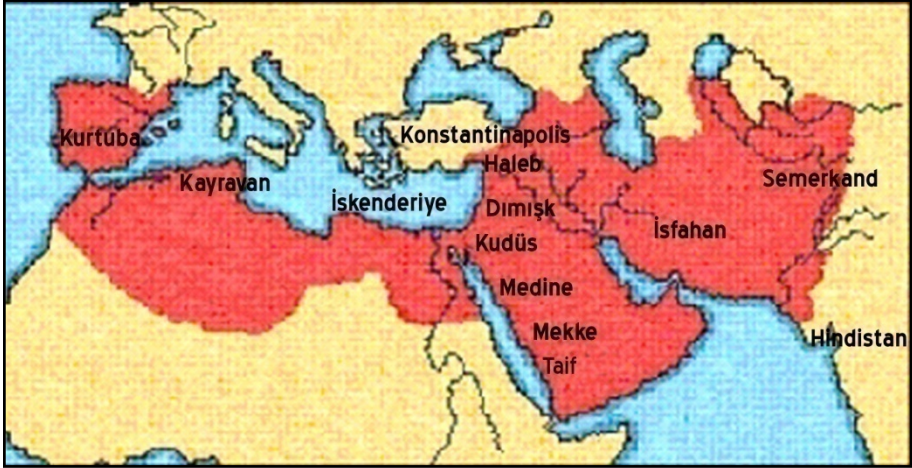 Kurtuba
Konstantinapolis
Haleb
Kayravan
Semerkand
İskenderiye
Dımışk
İsfahan
Kudüs
Medine
Mekke
Hindistan
Taif